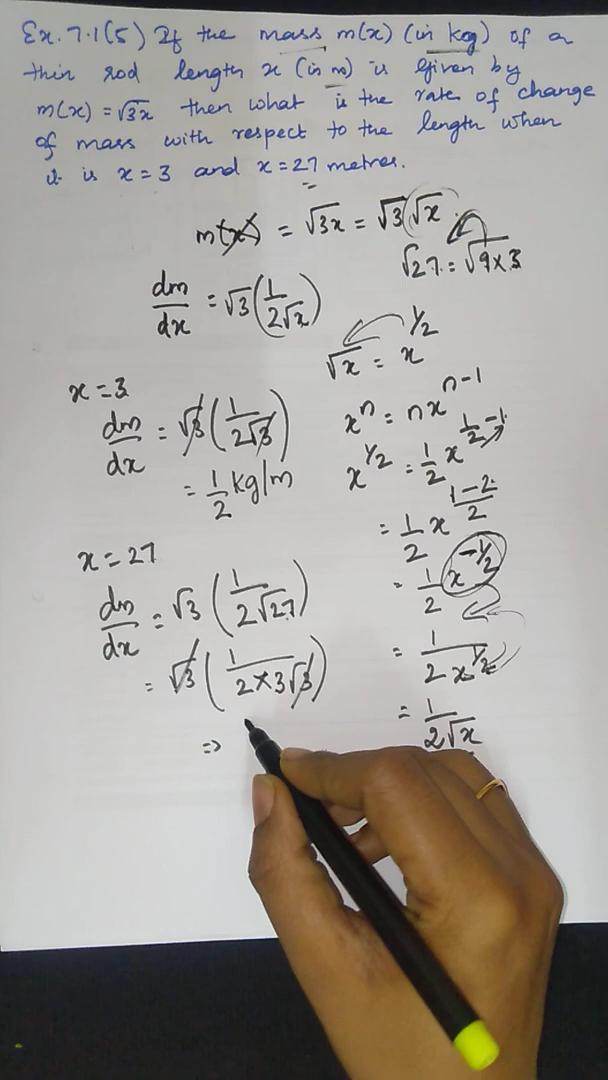 Ex. 7.1(5) If the mass m(x) (in kg) of a
thin rod length x (in m) is given by
m(x) = √3x then what is the rate of change
of mass with respect to the length when
it is x = 3 and x = 27 metres.
m(x) = √3x = √3(√x)
√27 = √9×3
dm/dx = √3(1/2√x)
√x = x^1/2
x = 3
dm/dx = √3(1/2√3)
= 1/2 kg/m
x^n = nx^n-1
x^1/2 = 1/2 x^1/2-1
= 1/2 x^1-2/2
= 1/2 x^-1/2
= 1/2x^1/2
= 1/2√x
x = 27
dm/dx = √3(1/2√27)
= √3(1/2×3√3)
⇒